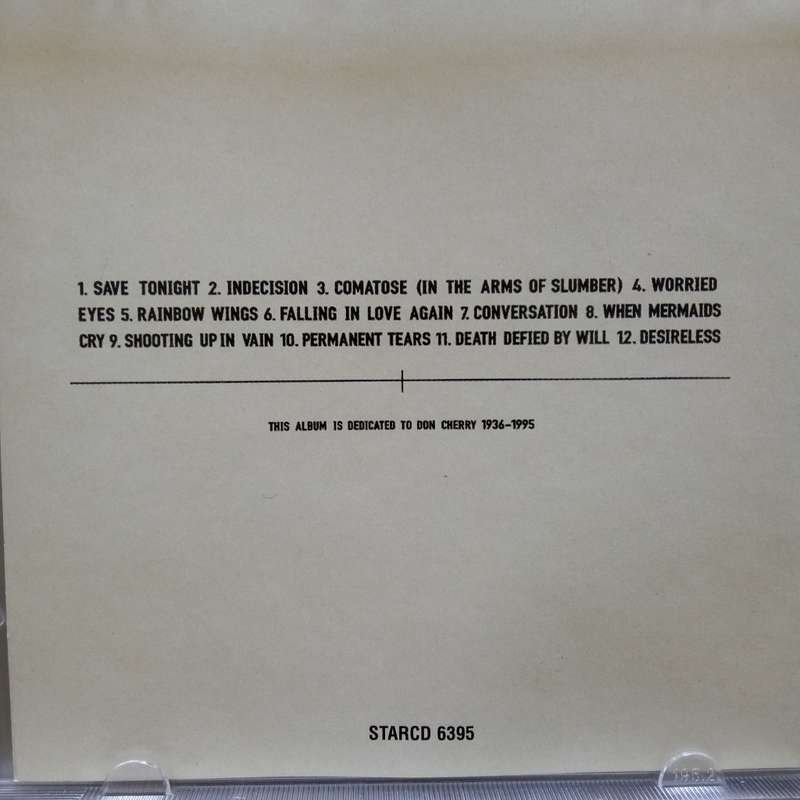 1. SAVE TONIGHT 2. INDECISION 3. COMATOSE (IN THE ARMS OF SLUMBER) 4. WORRIED
EYES 5. RAINBOW WINGS 6. FALLING IN LOVE AGAIN 7. CONVERSATION 8. WHEN MERMAIDS
CRY 9. SHOOTING UP IN VAIN 10. PERMANENT TEARS 11. DEATH DEFIED BY WILL 12. DESIRELESS
THIS ALBUM IS DEDICATED TO DON CHERRY 1936–1995
STARCD 6395